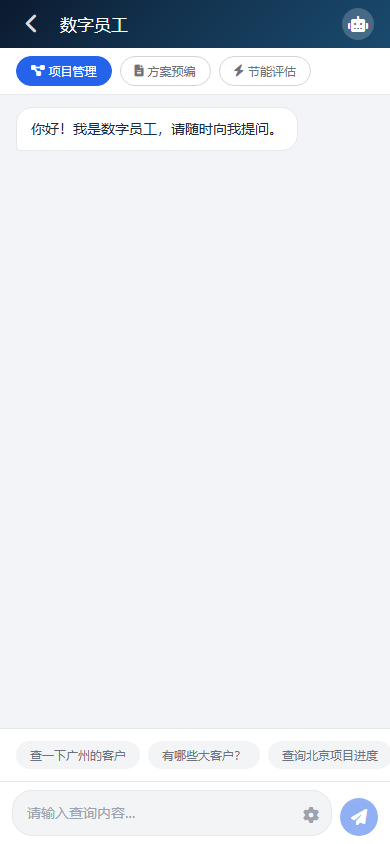 数字员工
项目管理
方案预编
节能评估
你好！我是数字员工，请随时向我提问。
查一下广州的客户
有哪些大客户？
查询北京项目进度
请输入查询内容...